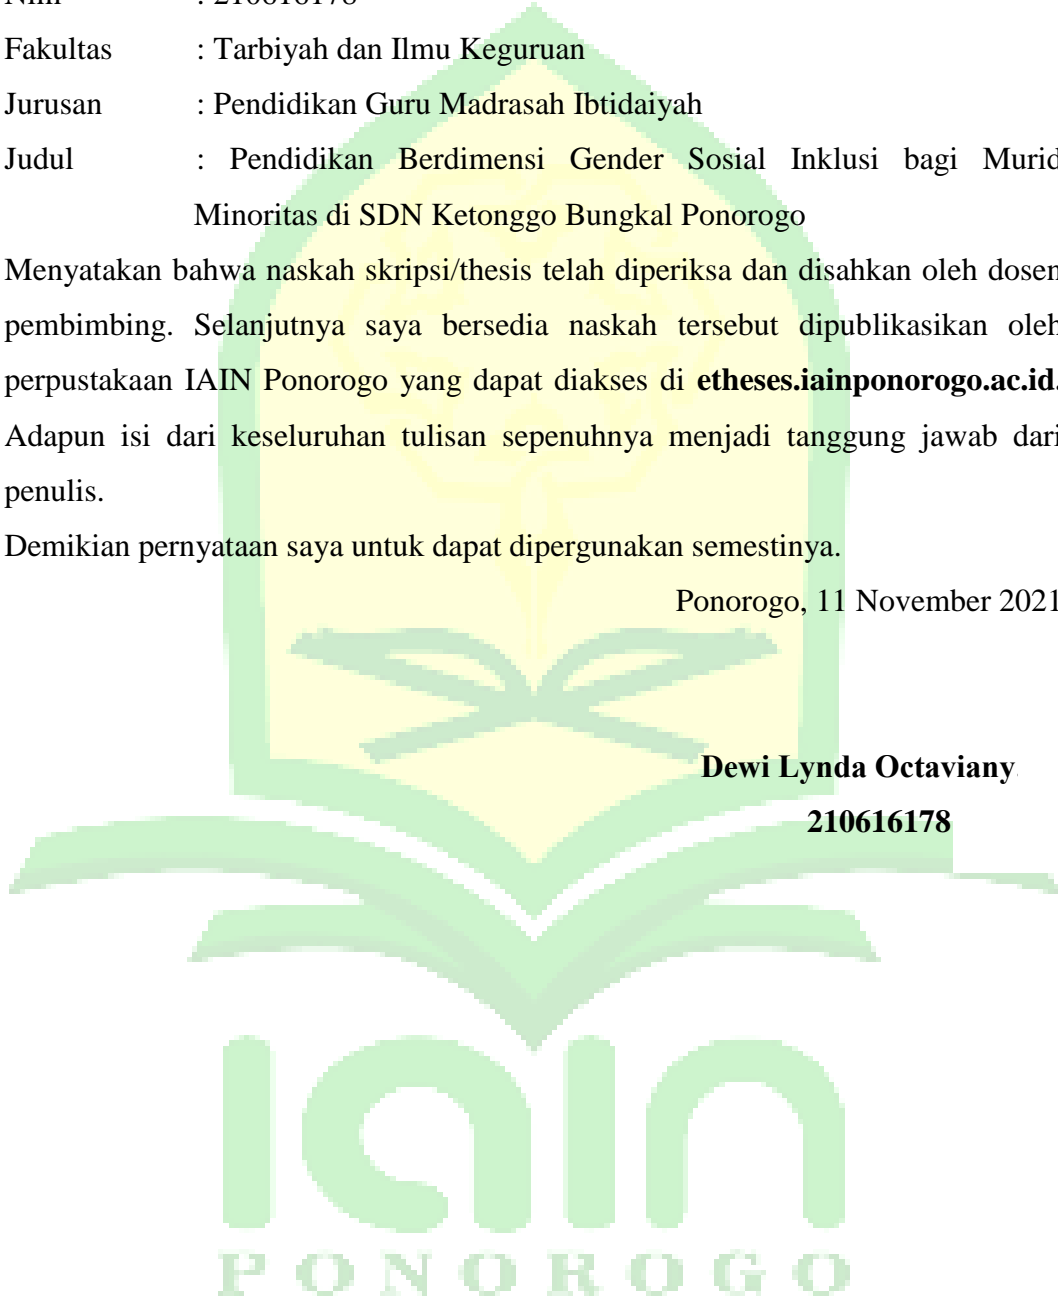 Nim : 210616178
Fakultas : Tarbiyah dan Ilmu Keguruan
Jurusan : Pendidikan Guru Madrasah Ibtidaiyah
Judul : Pendidikan Berdimensi Gender Sosial Inklusi bagi Murid
Minoritas di SDN Ketonggo Bungkal Ponorogo
Menyatakan bahwa naskah skripsi/thesis telah diperiksa dan disahkan oleh dosen
pembimbing. Selanjutnya saya bersedia naskah tersebut dipublikasikan oleh
perpustakaan IAIN Ponorogo yang dapat diakses di etheses.iainponorogo.ac.id.
Adapun isi dari keseluruhan tulisan sepenuhnya menjadi tanggung jawab dari
penulis.
Demikian pernyataan saya untuk dapat dipergunakan semestinya.
Ponorogo, 11 November 2021
Dewi Lynda Octaviany
210616178
iain
PONOROGO